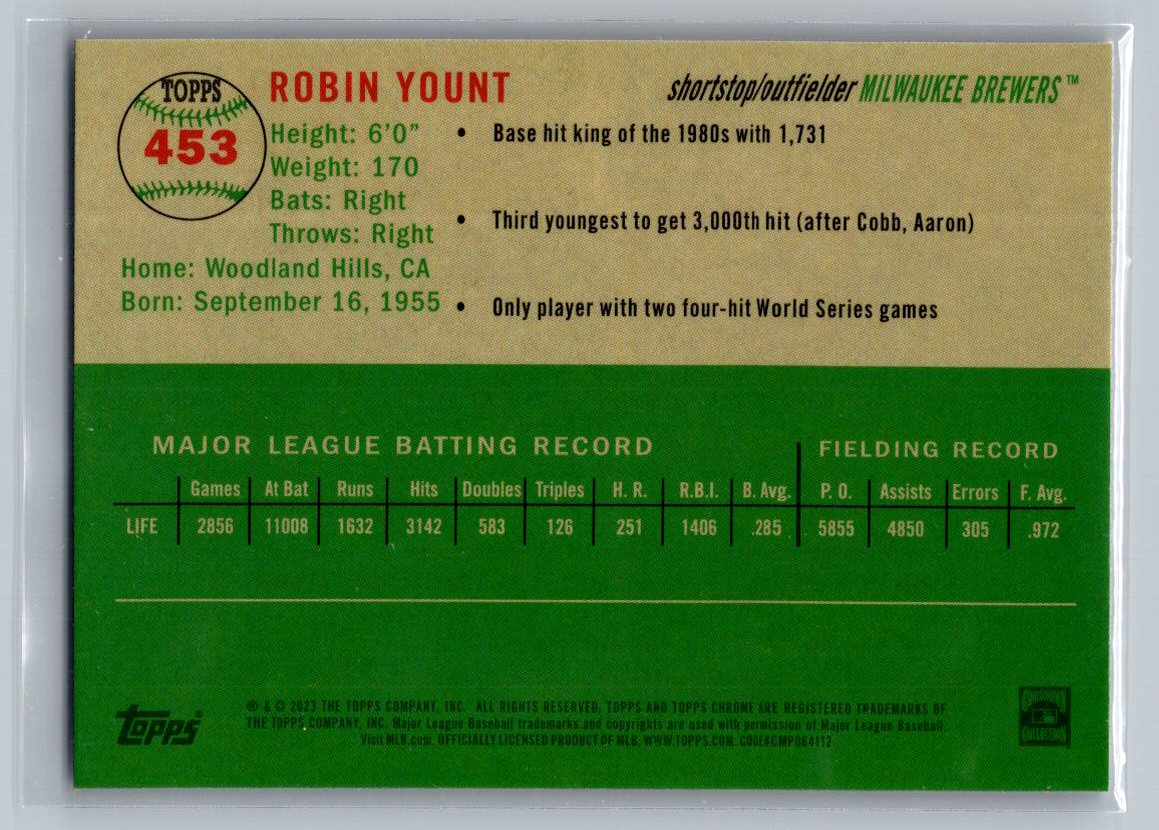 TOPPS
453
ROBIN YOUNT
shortstop/outfielder MILWAUKEE BREWERS™
Height: 6'0"
Weight: 170
Bats: Right
Throws: Right
Home: Woodland Hills, CA
Born: September 16, 1955
• Base hit king of the 1980s with 1,731
• Third youngest to get 3,000th hit (after Cobb, Aaron)
• Only player with two four-hit World Series games
MAJOR LEAGUE BATTING RECORD FIELDING RECORD
Games At Bat Runs Hits Doubles Triples H. R. R.B.I. B. Avg. P. O. Assists Errors F. Avg.
LIFE 2856 11008 1632 3142 583 126 251 1406 .285 5855 4850 305 .972
Topps®
® & © 2023 THE TOPPS COMPANY, INC. ALL RIGHTS RESERVED. TOPPS AND TOPPS CHROME ARE REGISTERED TRADEMARKS OF
THE TOPPS COMPANY, INC. Major League Baseball trademarks and copyrights are used with permission of Major League Baseball.
Visit MLB.com. OFFICIALLY LICENSED PRODUCT OF MLB. WWW.TOPPS.COM. CODE#CMP064112